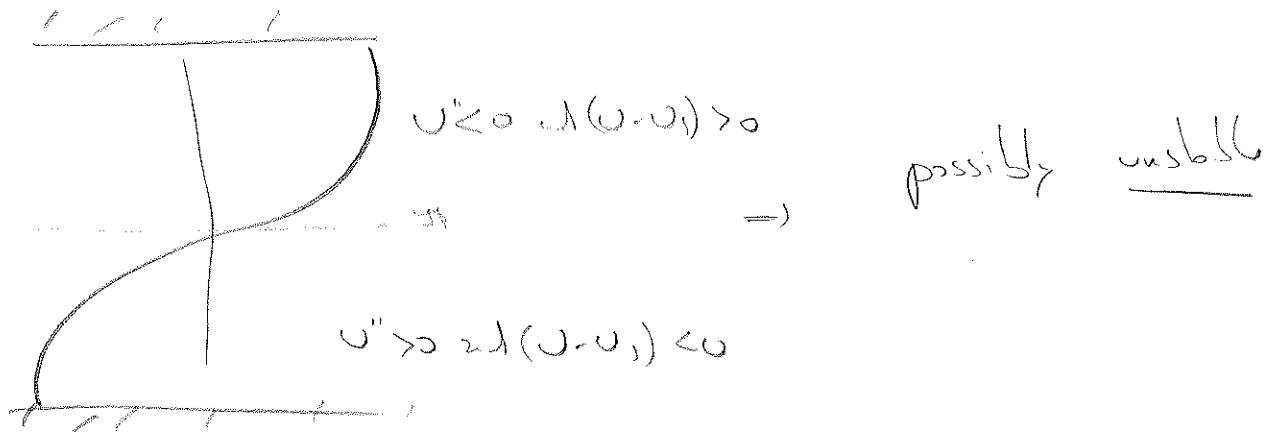 U"<0 and (U-U₁)>0
possibly unstable
=>
U">0 and (U-U₁)<0